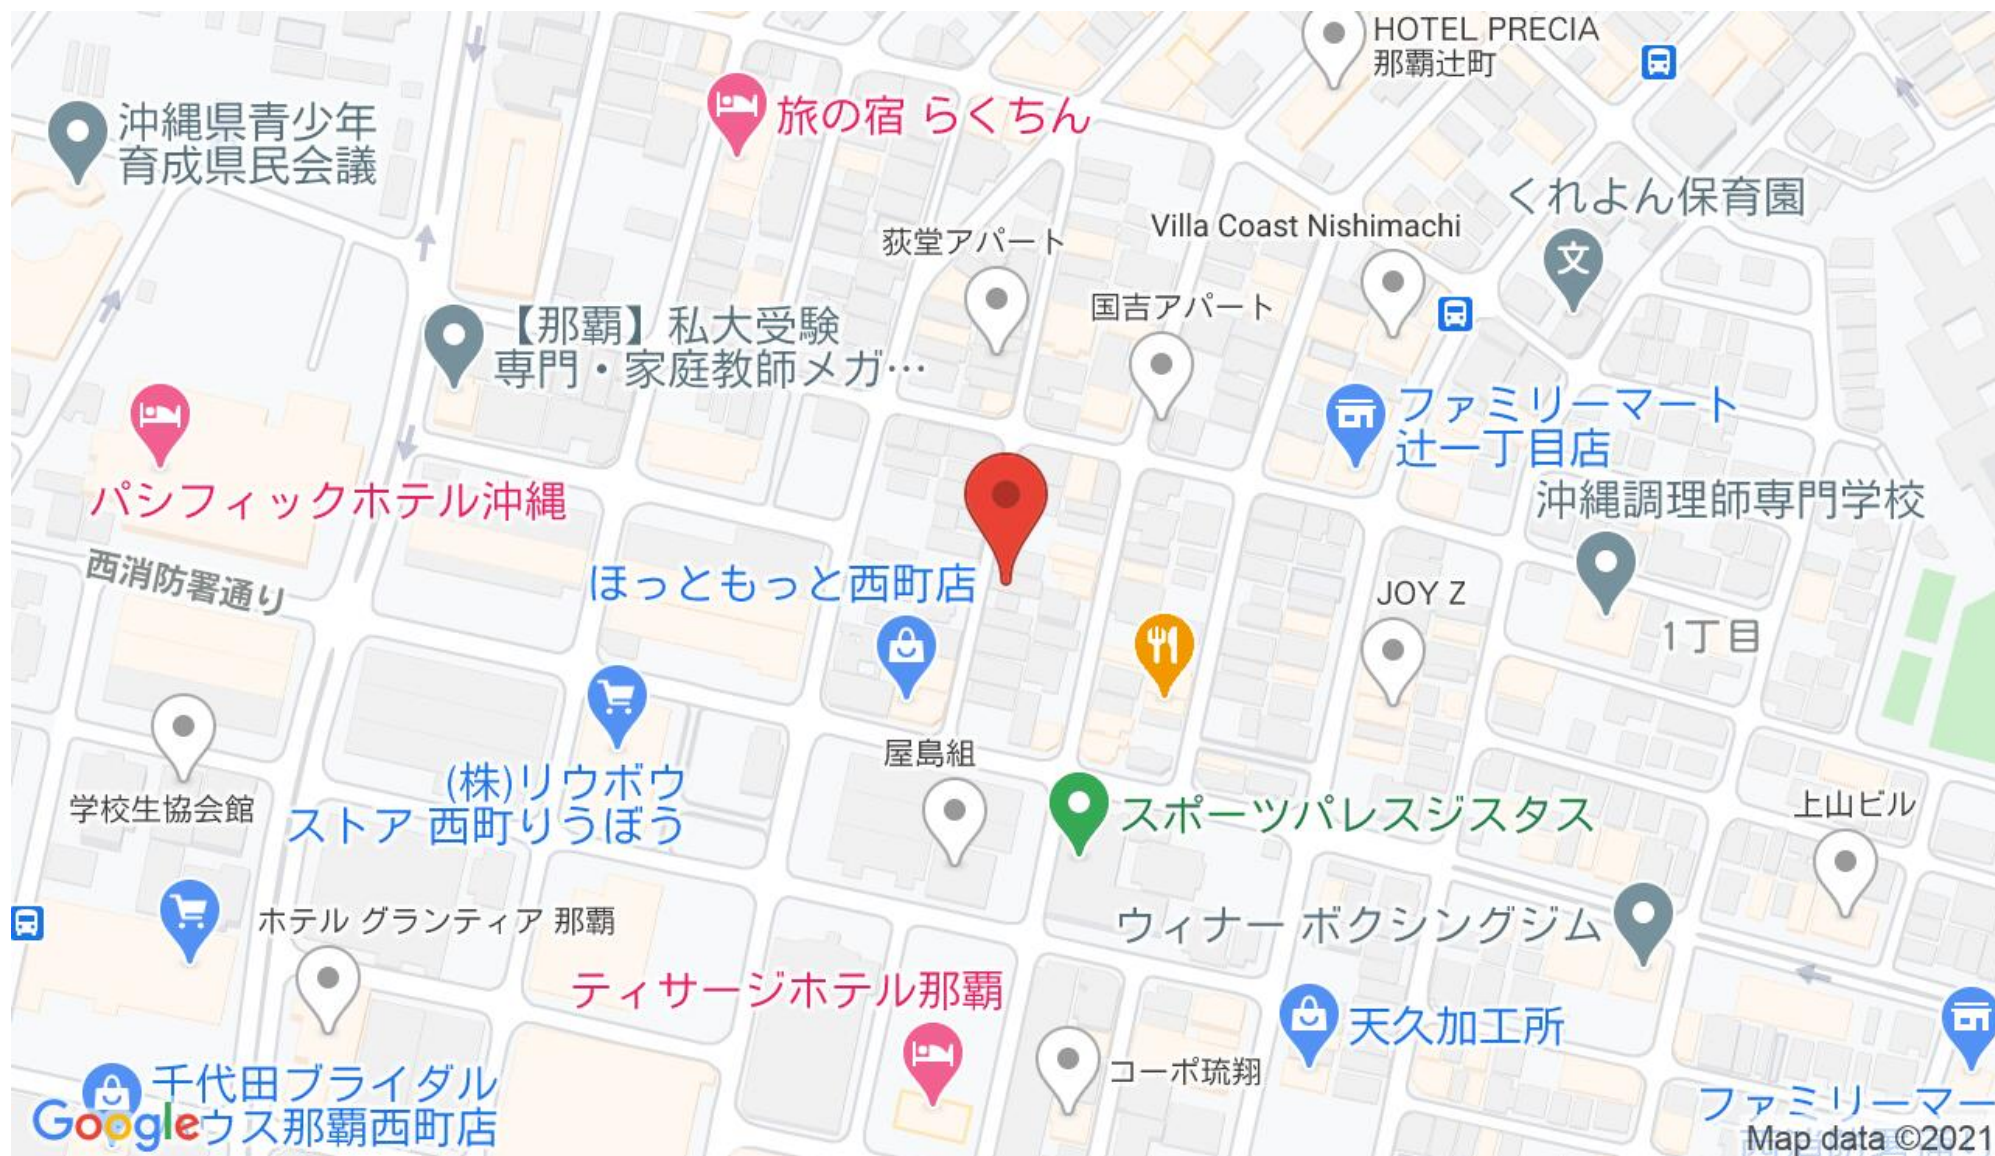 HOTEL PRECIA
那覇辻町
旅の宿 らくちん
沖縄県青少年
育成県民会議
くれよん保育園
Villa Coast Nishimachi
荻堂アパート
文
国吉アパート
【那覇】私大受験
専門・家庭教師メガ…
ファミリーマート
辻一丁目店
パシフィックホテル沖縄
沖縄調理師専門学校
西消防署通り
ほっともっと西町店
JOY Z
1丁目
屋島組
(株)リウボウ
ストア 西町りうぼう
学校生協会館
スポーツパレスジスタス
上山ビル
ホテル グランティア 那覇
ウィナー ボクシングジム
ティサージホテル那覇
天久加工所
コーポ琉翔
千代田ブライダル
ウス那覇西町店
Google
ファミリーマー
Map data ©2021